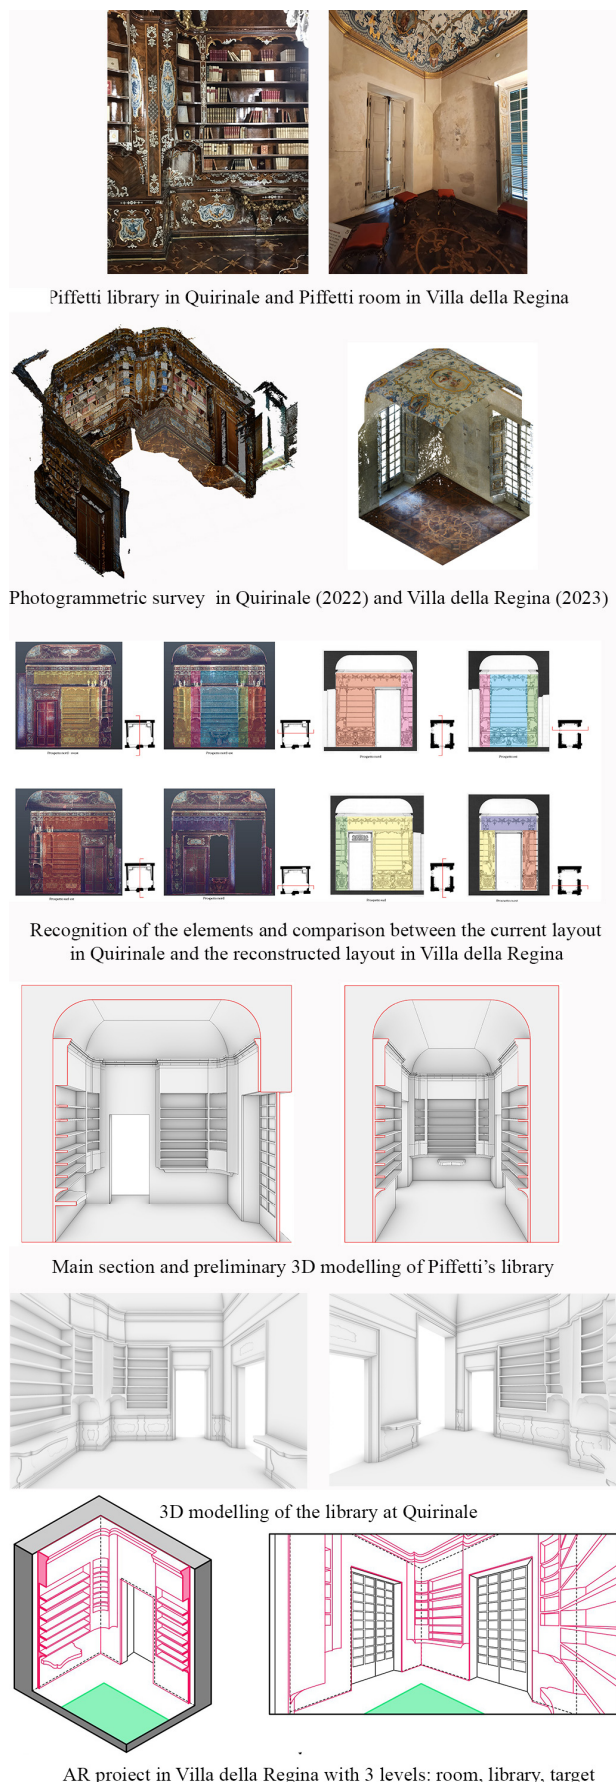 Piffetti library in Quirinale and Piffetti room in Villa della Regina
Photogrammetric survey in Quirinale (2022) and Villa della Regina (2023)
Recognition of the elements and comparison between the current layout
in Quirinale and the reconstructed layout in Villa della Regina
Main section and preliminary 3D modelling of Piffetti's library
3D modelling of the library at Quirinale
AR project in Villa della Regina with 3 levels: room, library, target